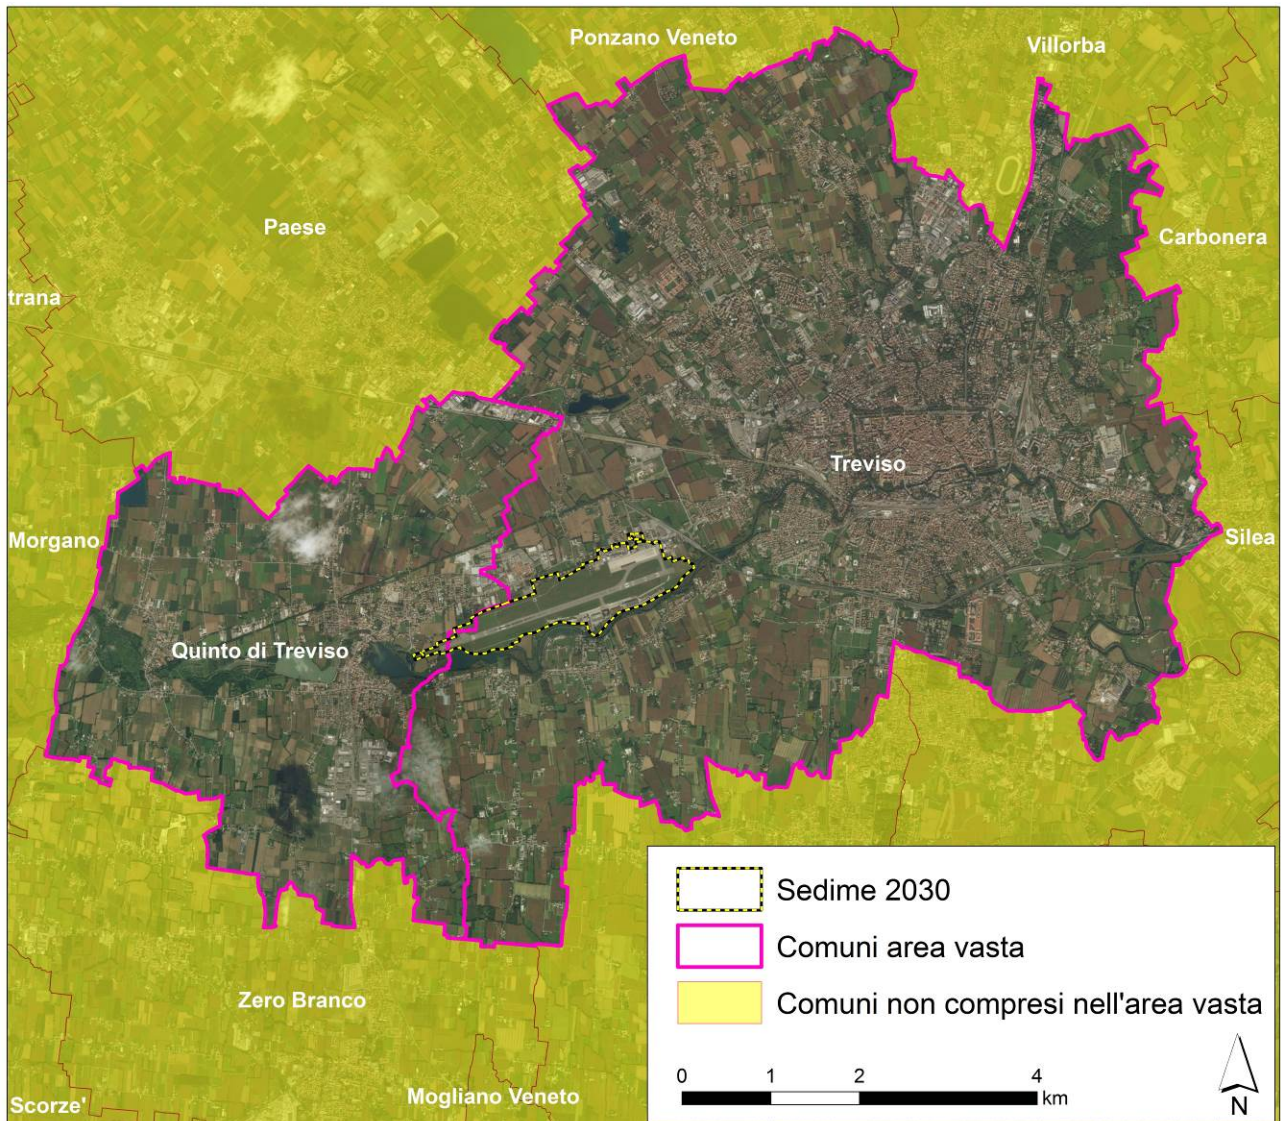 Ponzano Veneto
Villorba
Paese
Carbonera
trana
Treviso
Morgano
Silea
Quinto di Treviso
Zero Branco
Mogliano Veneto
Scorze'
Sedime 2030
Comuni area vasta
Comuni non compresi nell'area vasta
0 1 2 4 km
N